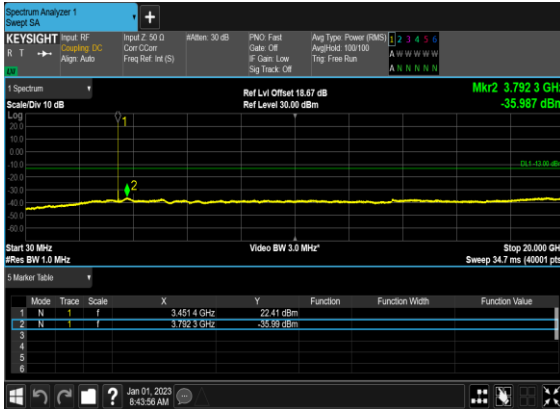 Spectrum Analyzer 1
Swept SA
+
KEYSIGHT Input: RF Input Z: 50 Ω #Atten: 30 dB PNO: Fast Avg Type: Power (RMS) 1 2 3 4 5 6
R T Coupling: DC Corr CCorr Gate: Off Avg|Hold: 100/100 A W W W W W
Align: Auto Freq Ref: Int (S) IF Gain: Low Trig: Free Run
Sig Track: Off A N N N N N
1 Spectrum Ref Lvl Offset 18.67 dB Mkr2 3.792 3 GHz
Scale/Div 10 dB Ref Level 30.00 dBm -35.987 dBm
Log
20.0
10.0
0.00
-10.0
DL1 -13.00 dBm
-20.0
-30.0
-40.0
-50.0
-60.0
1
2
Start 30 MHz Video BW 3.0 MHz* Stop 20.000 GH
#Res BW 1.0 MHz Sweep 34.7 ms (40001 pts
5 Marker Table
Mode Trace Scale X Y Function Function Width Function Value
1 N 1 f 3.451 4 GHz 22.41 dBm
2 N 1 f 3.792 3 GHz -35.99 dBm
3
4
5
6
? Jan 01, 2023
8:43:56 AM